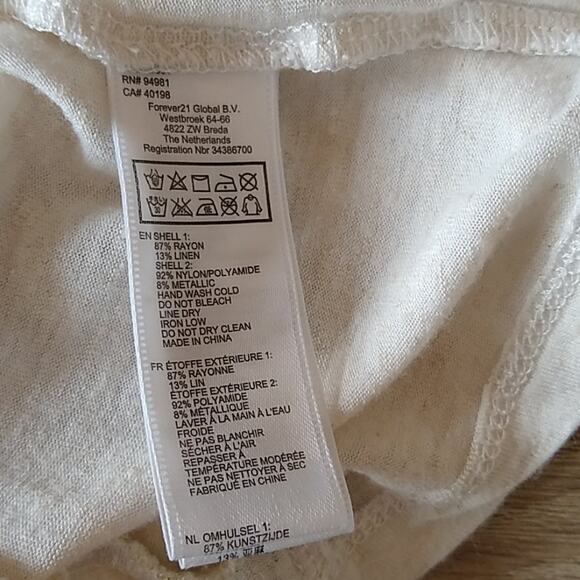 RN# 94981
CA# 40198
Forever21 Global B.V.
Westbroek 64-66
4822 ZW Breda
The Netherlands
Registration Nbr 34386700
EN SHELL 1:
87% RAYON
13% LINEN
SHELL 2:
92% NYLON/POLYAMIDE
8% METALLIC
HAND WASH COLD
DO NOT BLEACH
LINE DRY
IRON LOW
DO NOT DRY CLEAN
MADE IN CHINA
FR ÉTOFFE EXTÉRIEURE 1:
87% RAYONNE
13% LIN
ÉTOFFE EXTÉRIEURE 2:
92% POLYAMIDE
8% MÉTALLIQUE
LAVER À LA MAIN À L'EAU
FROIDE
NE PAS BLANCHIR
SÉCHER À L'AIR
REPASSER À
TEMPÉRATURE MODÉRÉE
NE PAS NETTOYER À SEC
FABRIQUÉ EN CHINE
NL OMHULSEL 1:
87% KUNSTZIJDE
13%